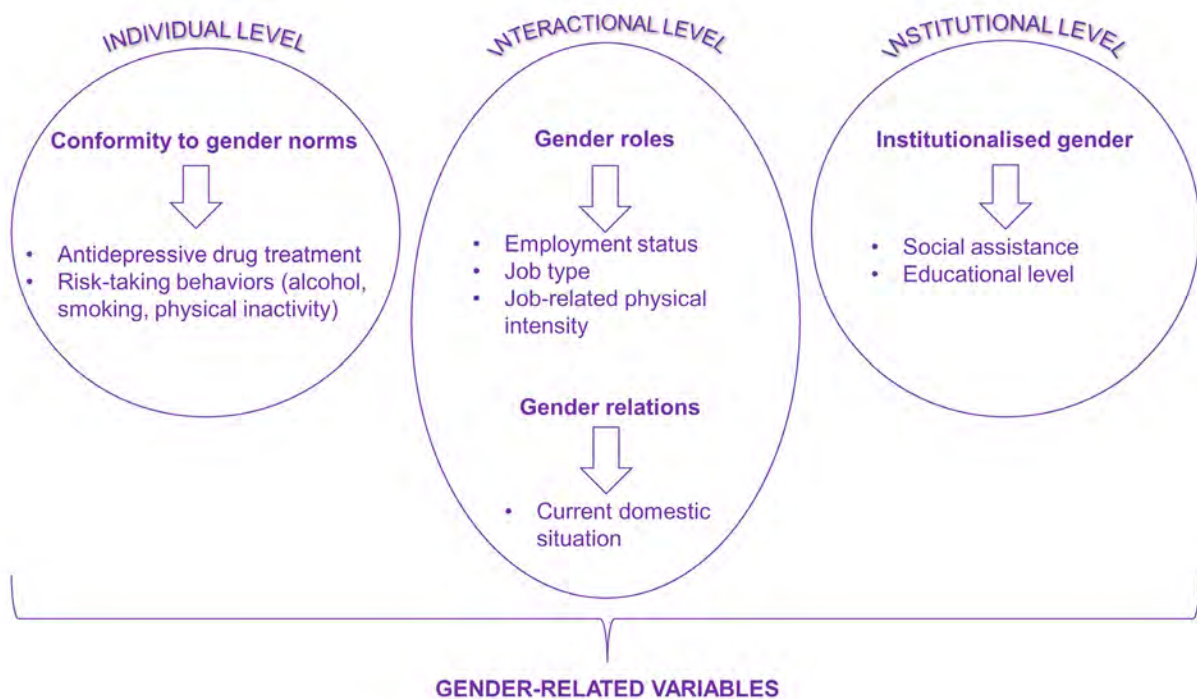 INDIVIDUAL LEVEL
Conformity to gender norms
• Antidepressive drug treatment
• Risk-taking behaviors (alcohol,
smoking, physical inactivity)
INTERACTIONAL LEVEL
Gender roles
• Employment status
• Job type
• Job-related physical
intensity
Gender relations
• Current domestic
situation
INSTITUTIONAL LEVEL
Institutionalised gender
• Social assistance
• Educational level
GENDER-RELATED VARIABLES